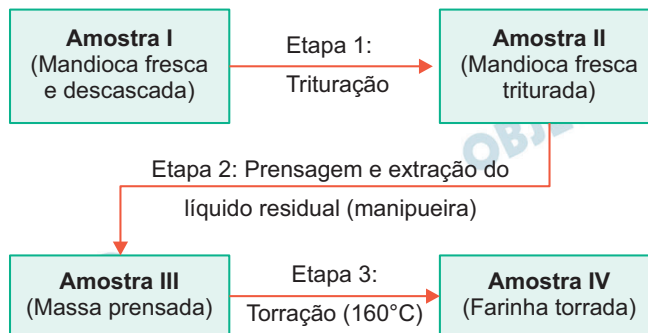 Amostra I
(Mandioca fresca
e descascada)
Etapa 1:
Trituração
Amostra II
(Mandioca fresca
triturada)
Etapa 2: Prensagem e extração do
líquido residual (manipueira)
Amostra III
(Massa prensada)
Etapa 3:
Torração (160°C)
Amostra IV
(Farinha torrada)